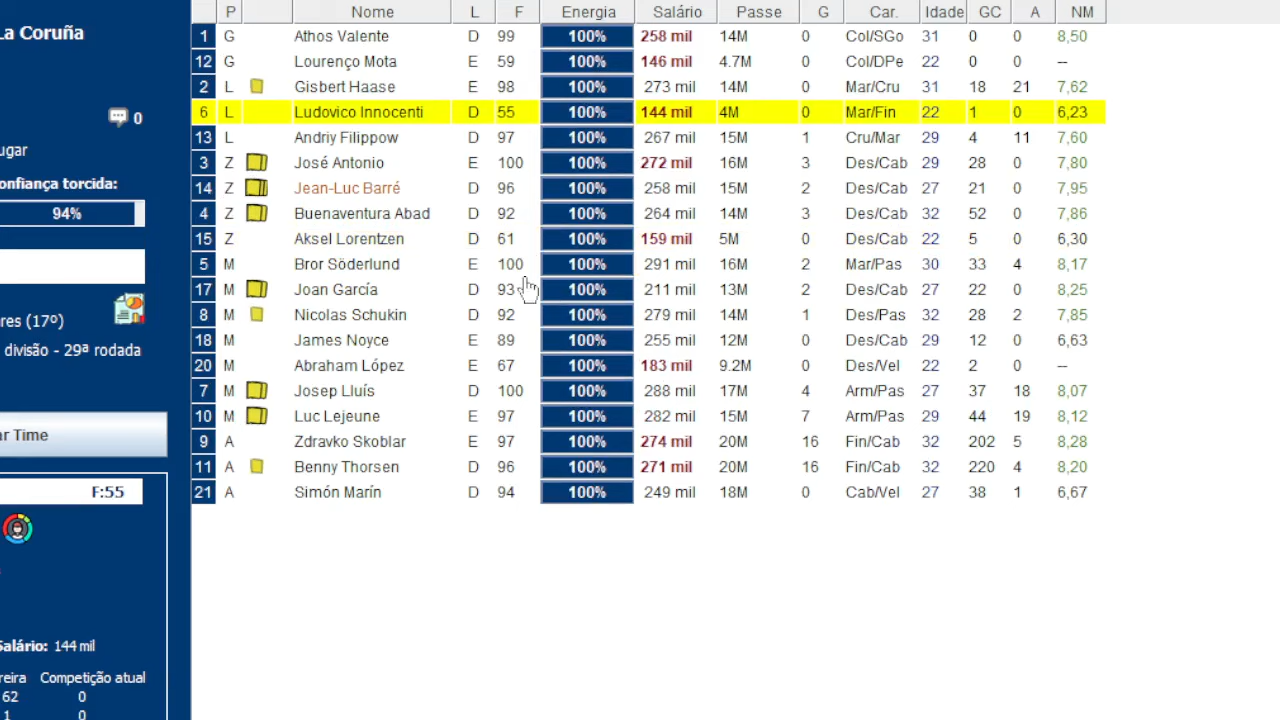 La Coruña
0
ugar
onfiança torcida:
94%
res (17º)
divisão - 29ª rodada
ar Time
F:55
Salário: 144 mil
reira Competição atual
62 0
1 0
P Nome L F Energia Salário Passe G Car. Idade GC A NM
1 G Athos Valente D 99 100% 258 mil 14M 0 Col/SGo 31 0 0 8,50
12 G Lourenço Mota E 59 100% 146 mil 4.7M 0 Col/DPe 22 0 0 --
2 L Gisbert Haase E 98 100% 273 mil 14M 0 Mar/Cru 31 18 21 7,62
6 L Ludovico Innocenti D 55 100% 144 mil 4M 0 Mar/Fin 22 1 0 6,23
13 L Andriy Filippow D 97 100% 267 mil 15M 1 Cru/Mar 29 4 11 7,60
3 Z José Antonio E 100 100% 272 mil 16M 3 Des/Cab 29 28 0 7,80
14 Z Jean-Luc Barré D 96 100% 258 mil 15M 2 Des/Cab 27 21 0 7,95
4 Z Buenaventura Abad D 92 100% 264 mil 14M 3 Des/Cab 32 52 0 7,86
15 Z Aksel Lorentzen D 61 100% 159 mil 5M 0 Des/Cab 22 5 0 6,30
5 M Bror Söderlund E 100 100% 291 mil 16M 2 Mar/Pas 30 33 4 8,17
17 M Joan García D 93 100% 211 mil 13M 2 Des/Cab 27 22 0 8,25
8 M Nicolas Schukin D 92 100% 279 mil 14M 1 Des/Pas 32 28 2 7,85
18 M James Noyce E 89 100% 255 mil 12M 0 Des/Cab 29 12 0 6,63
20 M Abraham López E 67 100% 183 mil 9.2M 0 Des/Vel 22 2 0 --
7 M Josep Lluís D 100 100% 288 mil 17M 4 Arm/Pas 27 37 18 8,07
10 M Luc Lejeune E 97 100% 282 mil 15M 7 Arm/Pas 29 44 19 8,12
9 A Zdravko Skoblar E 97 100% 274 mil 20M 16 Fin/Cab 32 202 5 8,28
11 A Benny Thorsen D 96 100% 271 mil 20M 16 Fin/Cab 32 220 4 8,20
21 A Simón Marín D 94 100% 249 mil 18M 0 Cab/Vel 27 38 1 6,67